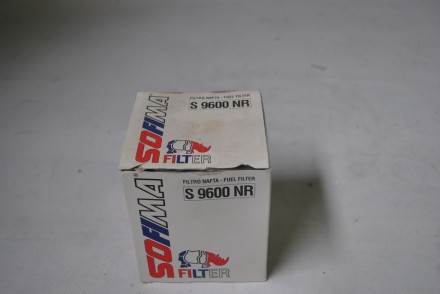 SOFIMA
FILTRO NAFTA - FUEL FILTER
S 9600 NR
FILTER
SOFIMA
FILTRO NAFTA - FUEL FILTER
S 9600 NR
FILTER